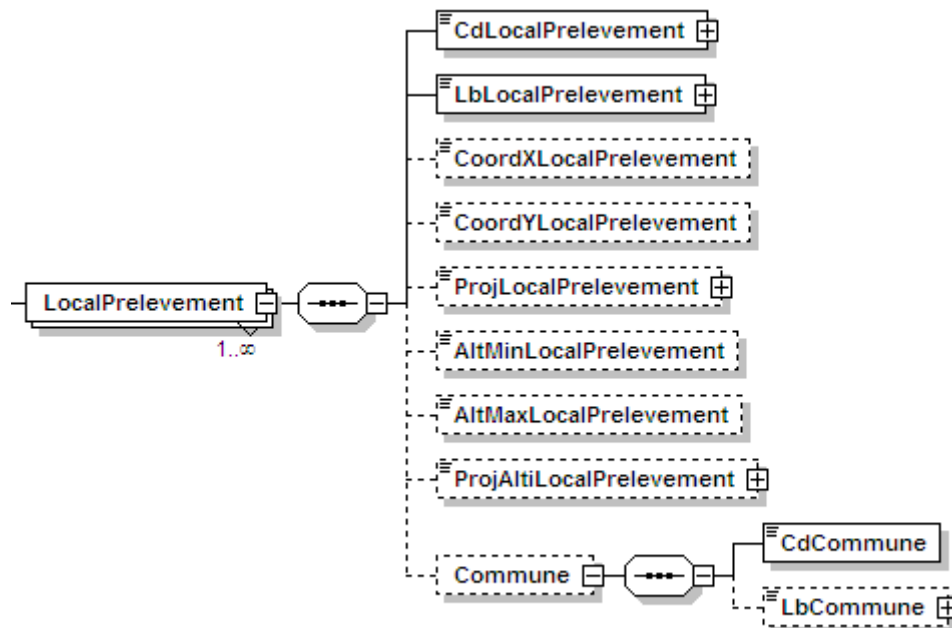 CdLocalPrelevement
LbLocalPrelevement
CoordXLocalPrelevement
CoordYLocalPrelevement
ProjLocalPrelevement
LocalPrelevement
1..∞
AltMinLocalPrelevement
AltMaxLocalPrelevement
ProjAltiLocalPrelevement
Commune
CdCommune
LbCommune